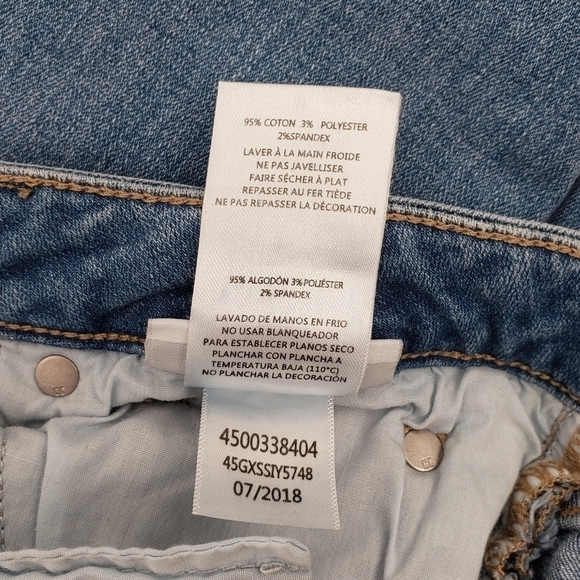 95% COTON 3% POLYESTER
2%SPANDEX
LAVER À LA MAIN FROIDE
NE PAS JAVELLISER
FAIRE SÉCHER À PLAT
REPASSER AU FER TIÈDE
NE PAS REPASSER LA DÉCORATION
95% ALGODÓN 3% POLIÉSTER
2% SPANDEX
LAVADO DE MANOS EN FRIO
NO USAR BLANQUEADOR
PARA ESTABLECER PLANOS SECO
PLANCHAR CON PLANCHA A
TEMPERATURA BAJA (110°C)
NO PLANCHAR LA DECORACIÓN
4500338404
45GXSSIY5748
07/2018